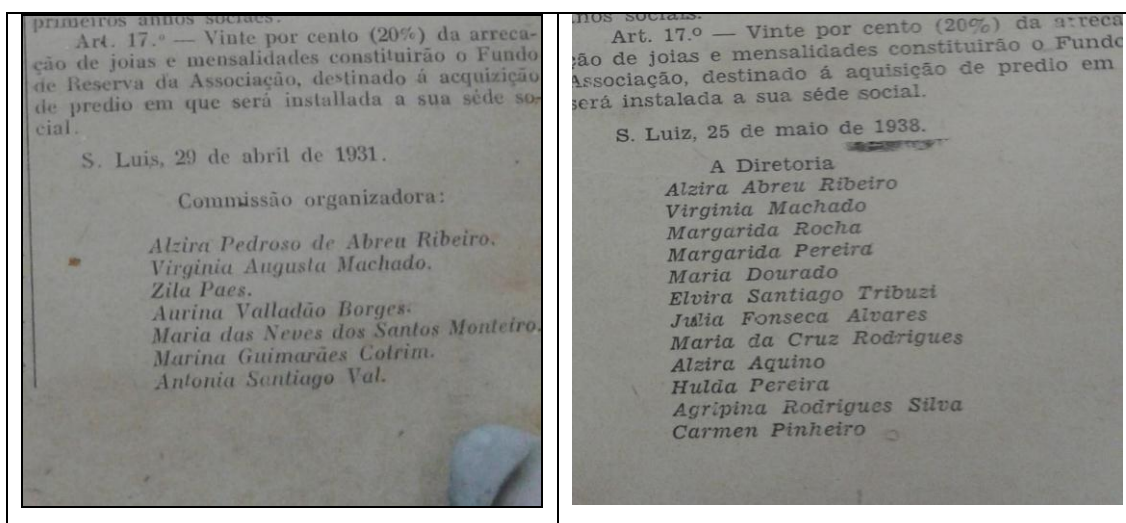 primeiros annos sociaes.
Art. 17.º — Vinte por cento (20%) da arreca-
ção de joias e mensalidades constituirão o Fundo
de Reserva da Associação, destinado á acquizição
de predio em que será installada a sua séde so-
cial.
S. Luis, 29 de abril de 1931.
Commissão organizadora:
Alzira Pedroso de Abreu Ribeiro.
Virginia Augusta Machado.
Zila Paes.
Aurina Valladão Borges.
Maria das Neves dos Santos Monteiro.
Marina Guimarães Cotrim.
Antonia Santiago Val.
nos sociais.
Art. 17.º — Vinte por cento (20%) da arreca
ção de joias e mensalidades constituirão o Fundo
Associação, destinado á aquisição de predio em
será instalada a sua séde social.
S. Luiz, 25 de maio de 1938.
A Diretoria
Alzira Abreu Ribeiro
Virginia Machado
Margarida Rocha
Margarida Pereira
Maria Dourado
Elvira Santiago Tribuzi
Julia Fonseca Alvares
Maria da Cruz Rodrigues
Alzira Aquino
Hulda Pereira
Agripina Rodrigues Silva
Carmen Pinheiro